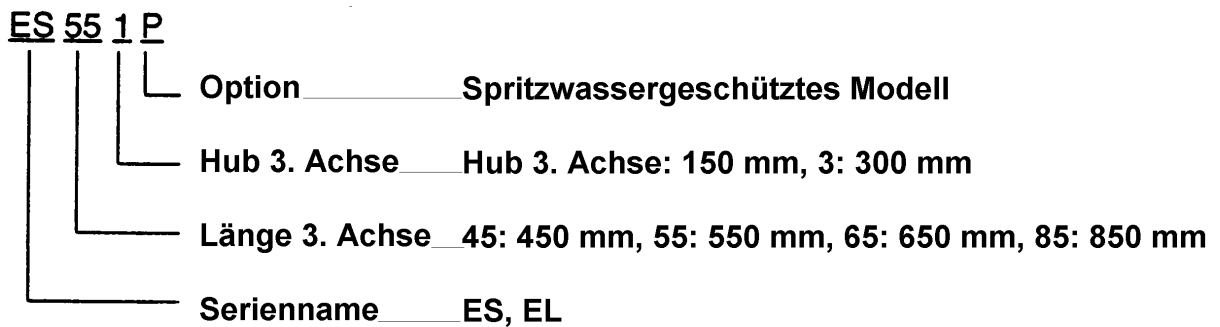 ES 55 1 P
Option Spritzwassergeschütztes Modell
Hub 3. Achse Hub 3. Achse: 150 mm, 3: 300 mm
Länge 3. Achse 45: 450 mm, 55: 550 mm, 65: 650 mm, 85: 850 mm
Serienname ES, EL